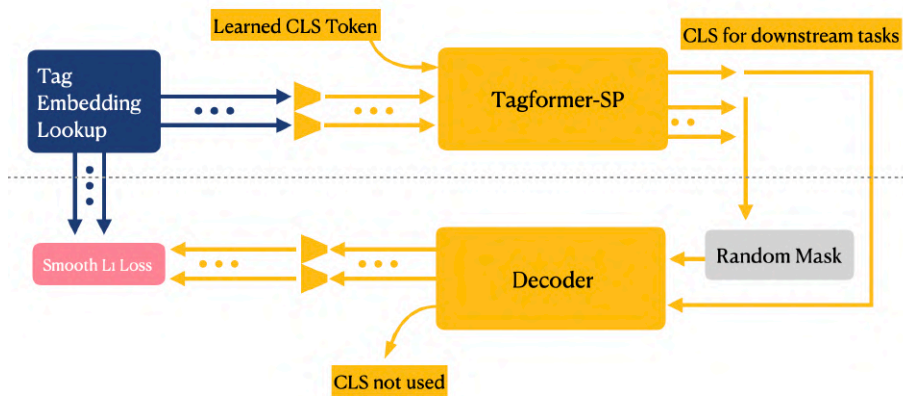 Learned CLS Token
CLS for downstream tasks
Tag
Embedding
Lookup
Tagformer-SP
Smooth L1 Loss
Decoder
Random Mask
CLS not used